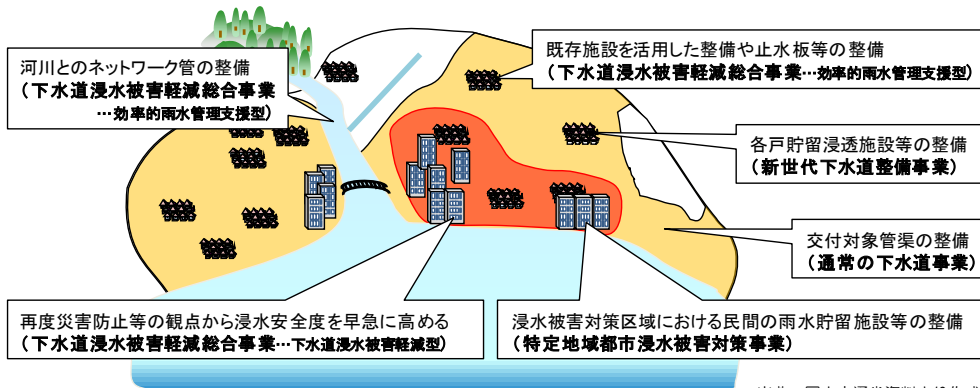 河川とのネットワーク管の整備
(下水道浸水被害軽減総合事業
…効率的雨水管理支援型)
既存施設を活用した整備や止水板等の整備
(下水道浸水被害軽減総合事業…効率的雨水管理支援型)
各戸貯留浸透施設等の整備
(新世代下水道整備事業)
交付対象管渠の整備
(通常の下水道事業)
再度災害防止等の観点から浸水安全度を早急に高める
(下水道浸水被害軽減総合事業…下水道浸水被害軽減型)
浸水被害対策区域における民間の雨水貯留施設等の整備
(特定地域都市浸水被害対策事業)